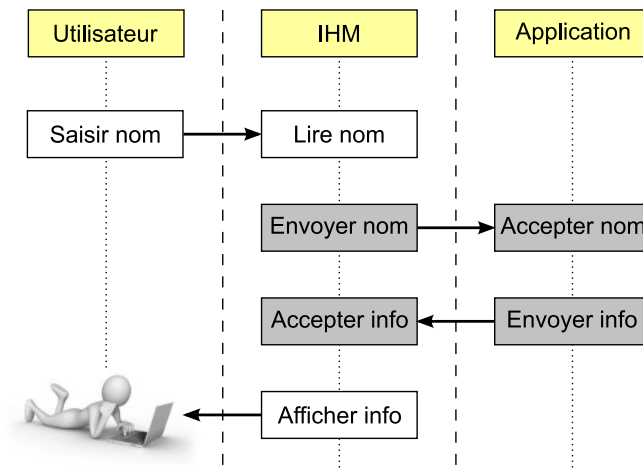 Utilisateur
IHM
Application
Saisir nom
Lire nom
Envoyer nom
Accepter nom
Accepter info
Envoyer info
Afficher info